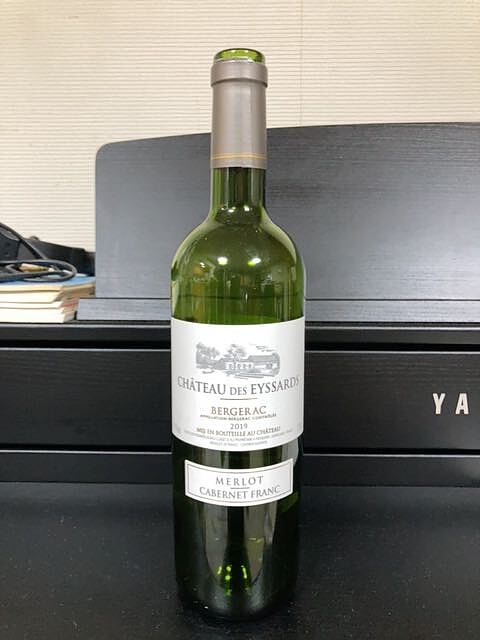 CHÂTEAU DES EYSSARDS
BERGERAC
APPELLATION BERGERAC CONTRÔLÉE
2019
MIS EN BOUTEILLE AU CHÂTEAU
MERLOT
CABERNET FRANC
YA